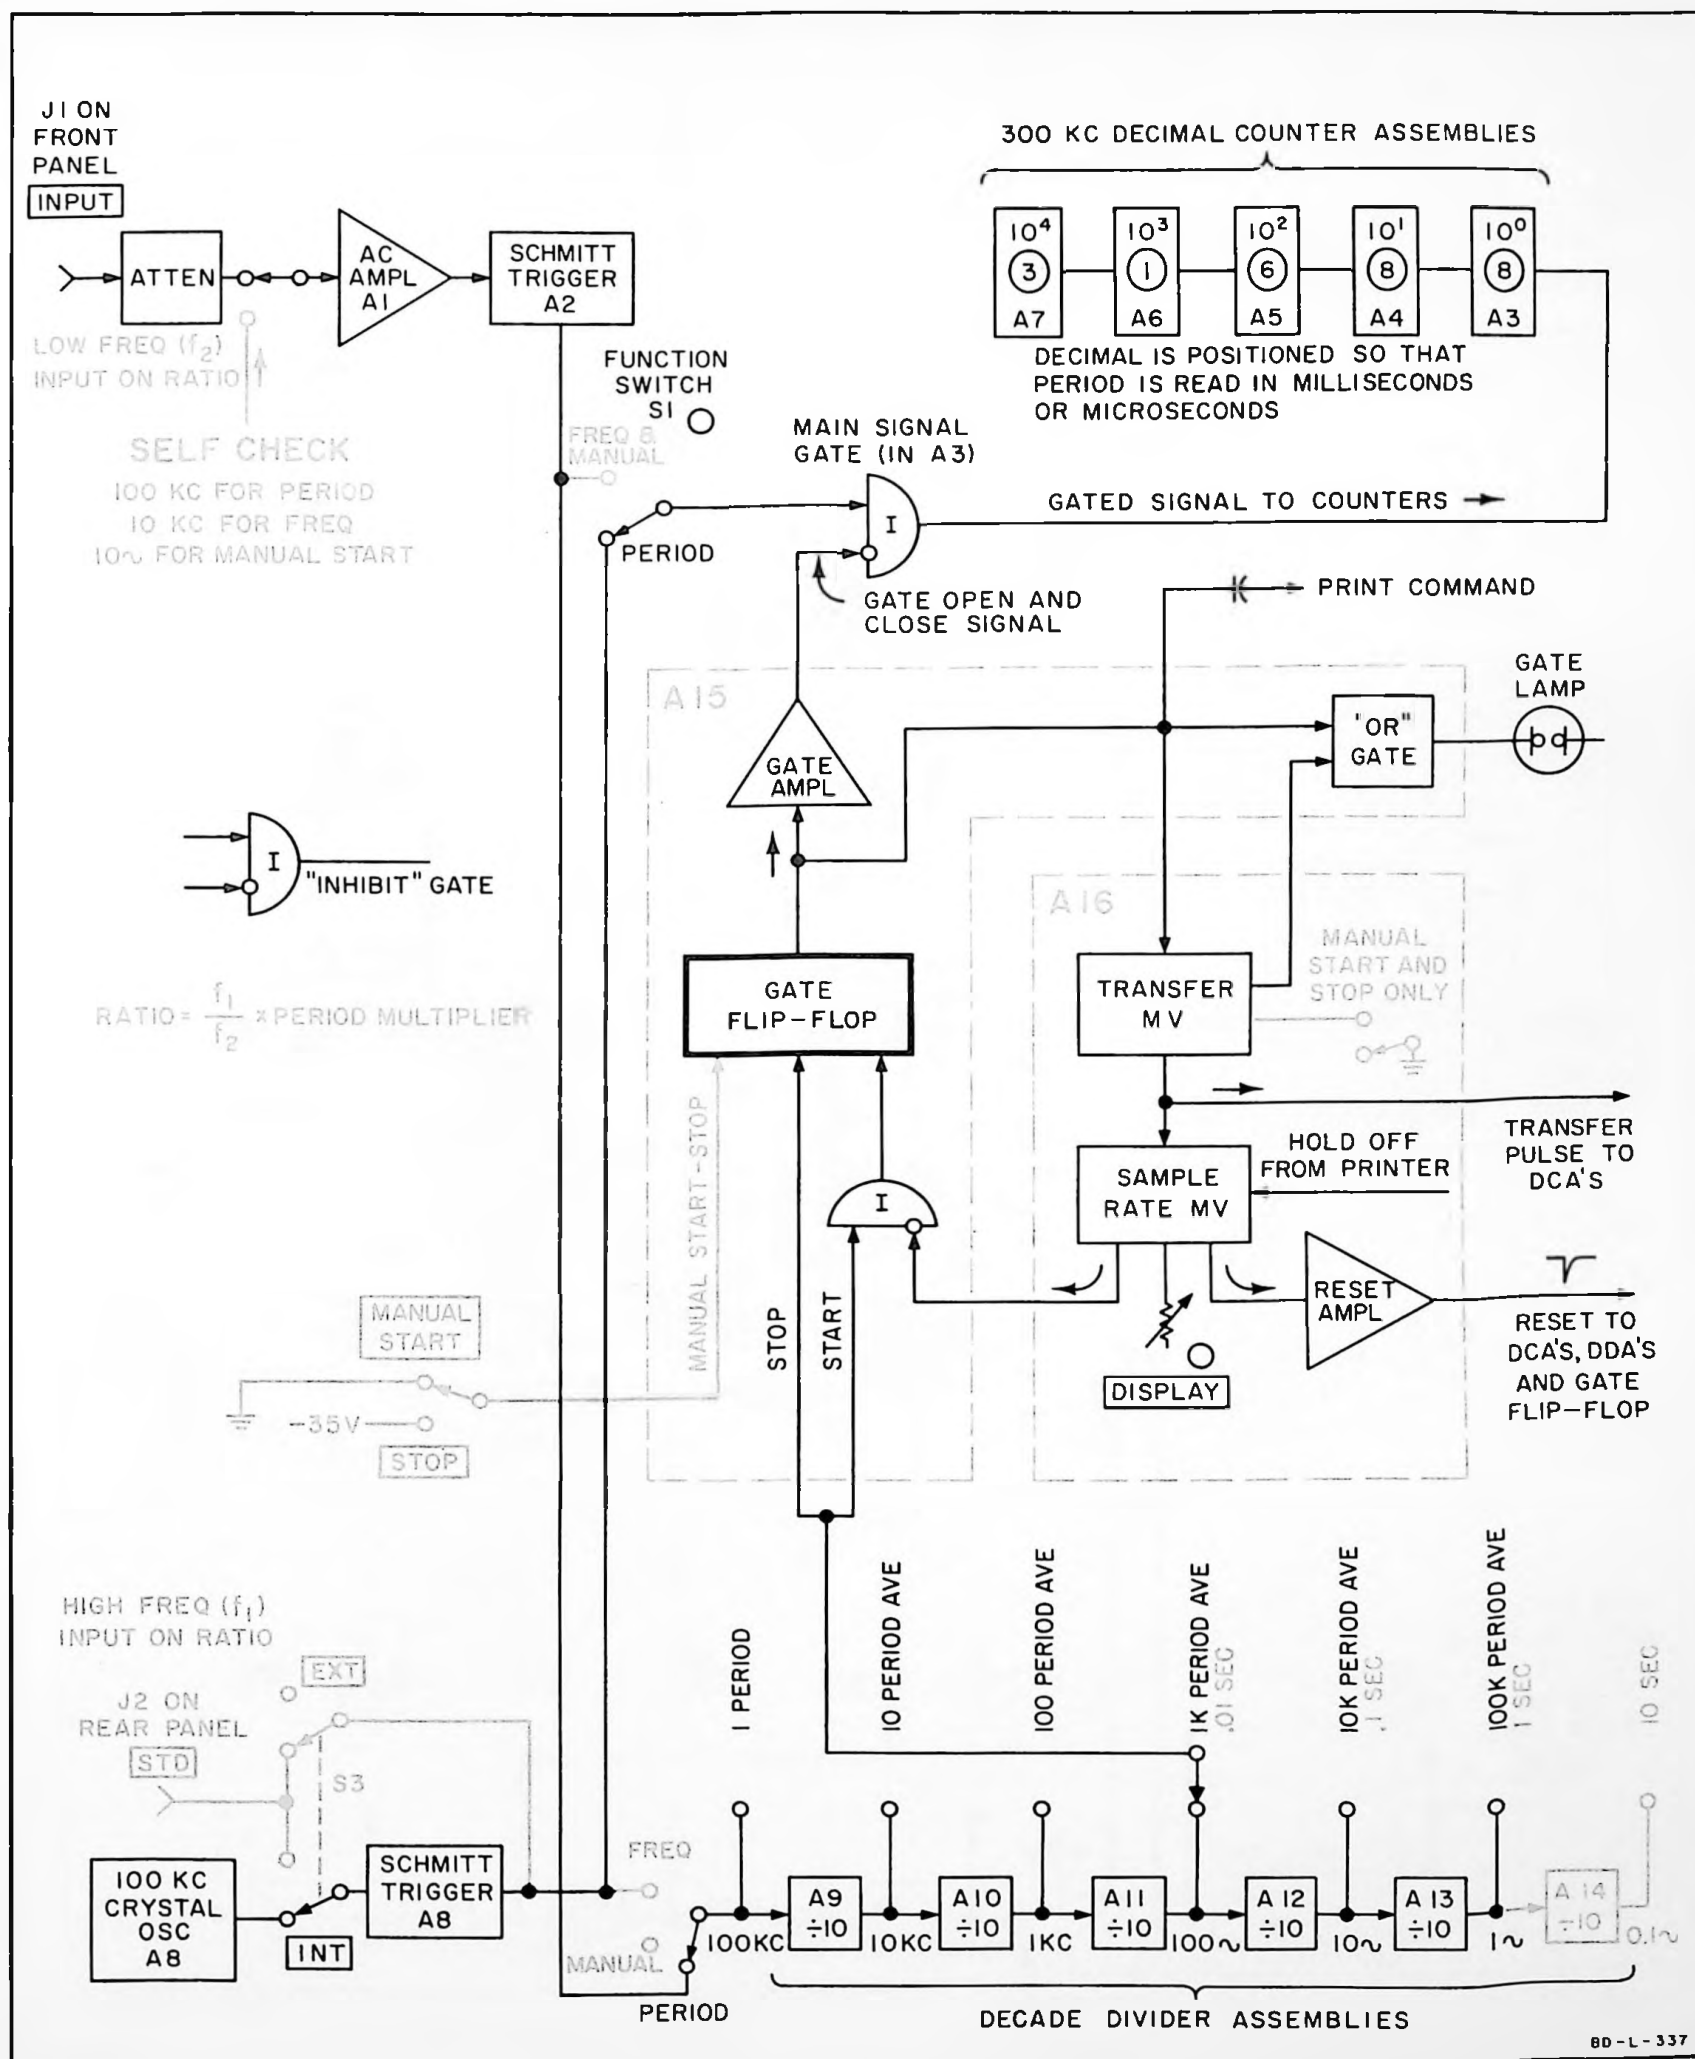 J1 ON
FRONT
PANEL
INPUT
ATTEN
AC
AMPL
A1
SCHMITT
TRIGGER
A2
LOW FREQ (f2)
INPUT ON RATIO
SELF CHECK
100 KC FOR PERIOD
10 KC FOR FREQ
10~ FOR MANUAL START
FUNCTION
SWITCH
S1
FREQ &
MANUAL
PERIOD
300 KC DECIMAL COUNTER ASSEMBLIES
10⁴ 10³ 10² 10¹ 10⁰
3 1 6 8 8
A7 A6 A5 A4 A3
DECIMAL IS POSITIONED SO THAT
PERIOD IS READ IN MILLISECONDS
OR MICROSECONDS
MAIN SIGNAL
GATE (IN A3)
I
GATED SIGNAL TO COUNTERS
GATE OPEN AND
CLOSE SIGNAL
PRINT COMMAND
A15
GATE
AMPL
"OR"
GATE
GATE
LAMP
I
"INHIBIT" GATE
RATIO = f1/f2 × PERIOD MULTIPLIER
GATE
FLIP-FLOP
A16
TRANSFER
MV
MANUAL
START AND
STOP ONLY
TRANSFER
PULSE TO
DCA'S
HOLD OFF
FROM PRINTER
SAMPLE
RATE MV
I
MANUAL START-STOP
STOP
START
RESET
AMPL
DISPLAY
RESET TO
DCA'S, DDA'S
AND GATE
FLIP-FLOP
MANUAL
START
-35V
STOP
HIGH FREQ (f1)
INPUT ON RATIO
EXT
J2 ON
REAR PANEL
STD
S3
100 KC
CRYSTAL
OSC
A8
INT
SCHMITT
TRIGGER
A8
FREQ
MANUAL
PERIOD
1 PERIOD
10 PERIOD AVE
100 PERIOD AVE
1K PERIOD AVE
.01 SEC
10K PERIOD AVE
.1 SEC
100K PERIOD AVE
1 SEC
10 SEC
A9
÷10
A10
÷10
A11
÷10
A12
÷10
A13
÷10
A14
÷10
100KC 10KC 1KC 100~ 10~ 1~ 0.1~
DECADE DIVIDER ASSEMBLIES
BD-L-337